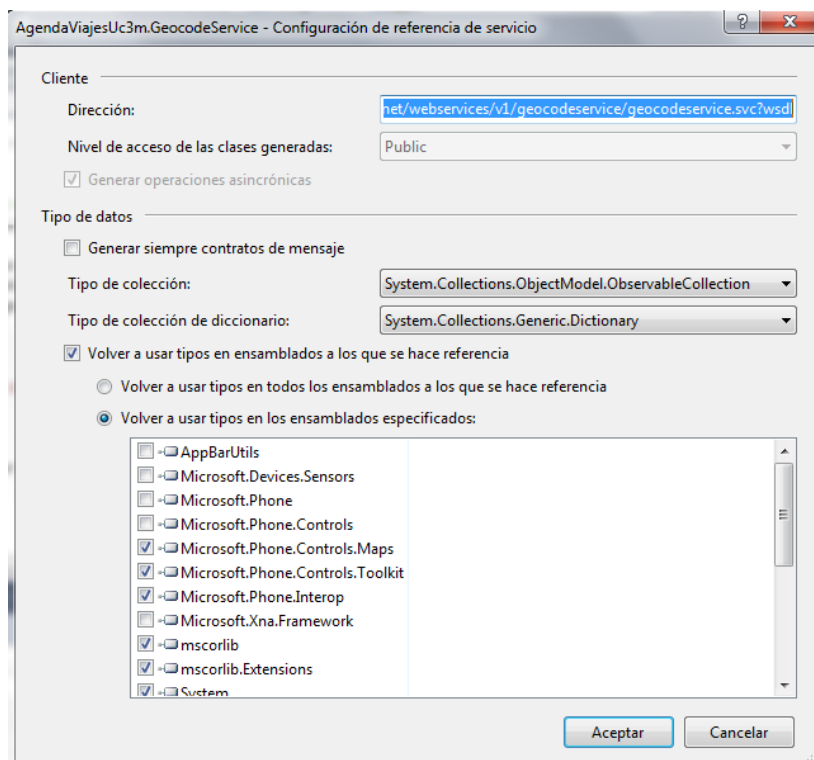 AgendaViajesUc3m.GeocodeService - Configuración de referencia de servicio
Cliente
Dirección: net/webservices/v1/geocodeservice/geocodeservice.svc?wsdl
Nivel de acceso de las clases generadas: Public
Generar operaciones asincrónicas
Tipo de datos
Generar siempre contratos de mensaje
Tipo de colección: System.Collections.ObjectModel.ObservableCollection
Tipo de colección de diccionario: System.Collections.Generic.Dictionary
Volver a usar tipos en ensamblados a los que se hace referencia
Volver a usar tipos en todos los ensamblados a los que se hace referencia
Volver a usar tipos en los ensamblados especificados:
AppBarUtils
Microsoft.Devices.Sensors
Microsoft.Phone
Microsoft.Phone.Controls
Microsoft.Phone.Controls.Maps
Microsoft.Phone.Controls.Toolkit
Microsoft.Phone.Interop
Microsoft.Xna.Framework
mscorlib
mscorlib.Extensions
System
Aceptar Cancelar